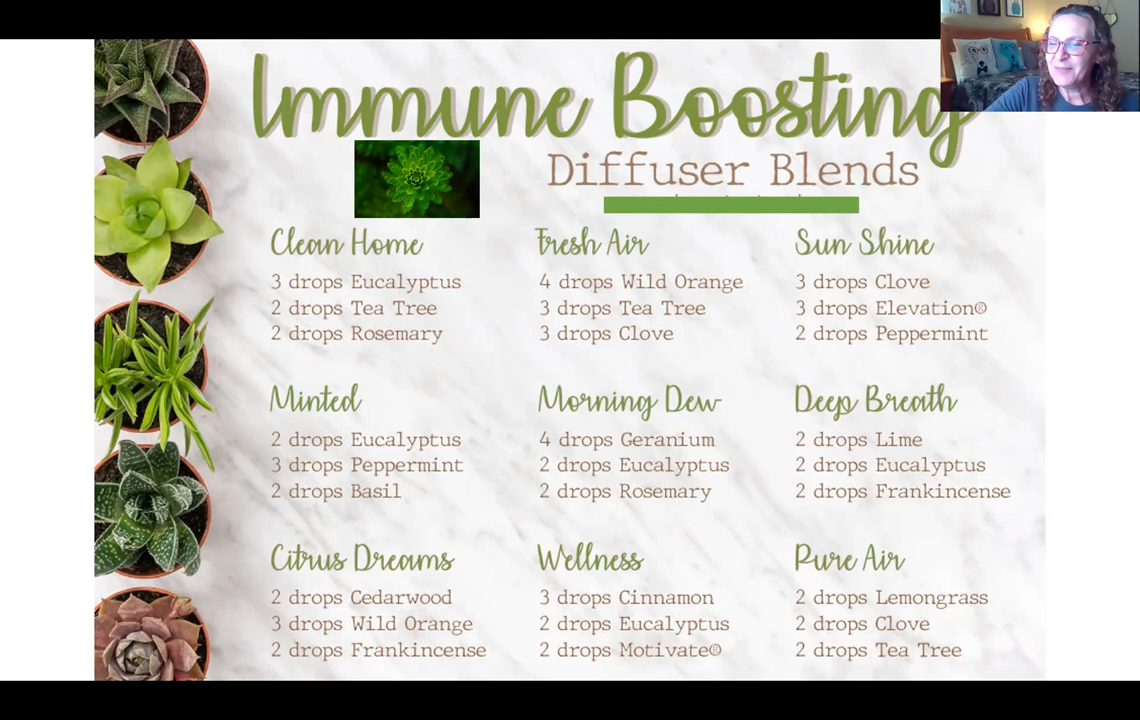 Immune Boosting
Diffuser Blends
Clean Home
3 drops Eucalyptus
2 drops Tea Tree
2 drops Rosemary
Fresh Air
4 drops Wild Orange
3 drops Tea Tree
3 drops Clove
Sun Shine
3 drops Clove
3 drops Elevation®
2 drops Peppermint
Minted
2 drops Eucalyptus
3 drops Peppermint
2 drops Basil
Morning Dew
4 drops Geranium
2 drops Eucalyptus
2 drops Rosemary
Deep Breath
2 drops Lime
2 drops Eucalyptus
2 drops Frankincense
Citrus Dreams
2 drops Cedarwood
3 drops Wild Orange
2 drops Frankincense
Wellness
3 drops Cinnamon
2 drops Eucalyptus
2 drops Motivate®
Pure Air
2 drops Lemongrass
2 drops Clove
2 drops Tea Tree